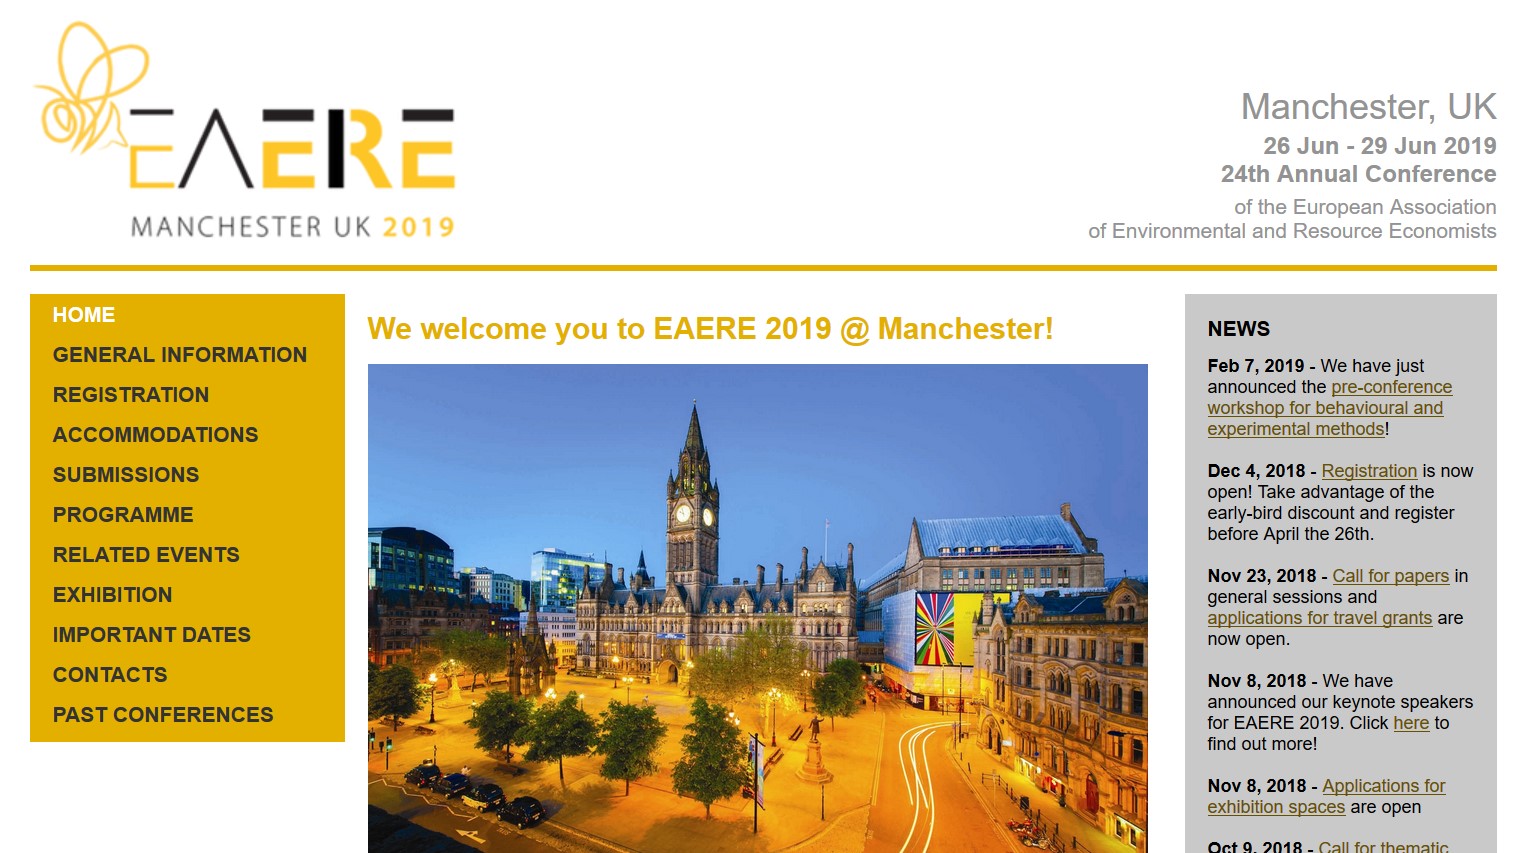 EAERE
MANCHESTER UK 2019
Manchester, UK
26 Jun - 29 Jun 2019
24th Annual Conference
of the European Association
of Environmental and Resource Economists
HOME
GENERAL INFORMATION
REGISTRATION
ACCOMMODATIONS
SUBMISSIONS
PROGRAMME
RELATED EVENTS
EXHIBITION
IMPORTANT DATES
CONTACTS
PAST CONFERENCES
We welcome you to EAERE 2019 @ Manchester!
NEWS
Feb 7, 2019 - We have just
announced the pre-conference
workshop for behavioural and
experimental methods!
Dec 4, 2018 - Registration is now
open! Take advantage of the
early-bird discount and register
before April the 26th.
Nov 23, 2018 - Call for papers in
general sessions and
applications for travel grants are
now open.
Nov 8, 2018 - We have
announced our keynote speakers
for EAERE 2019. Click here to
find out more!
Nov 8, 2018 - Applications for
exhibition spaces are open
Oct 9, 2018 - Call for thematic